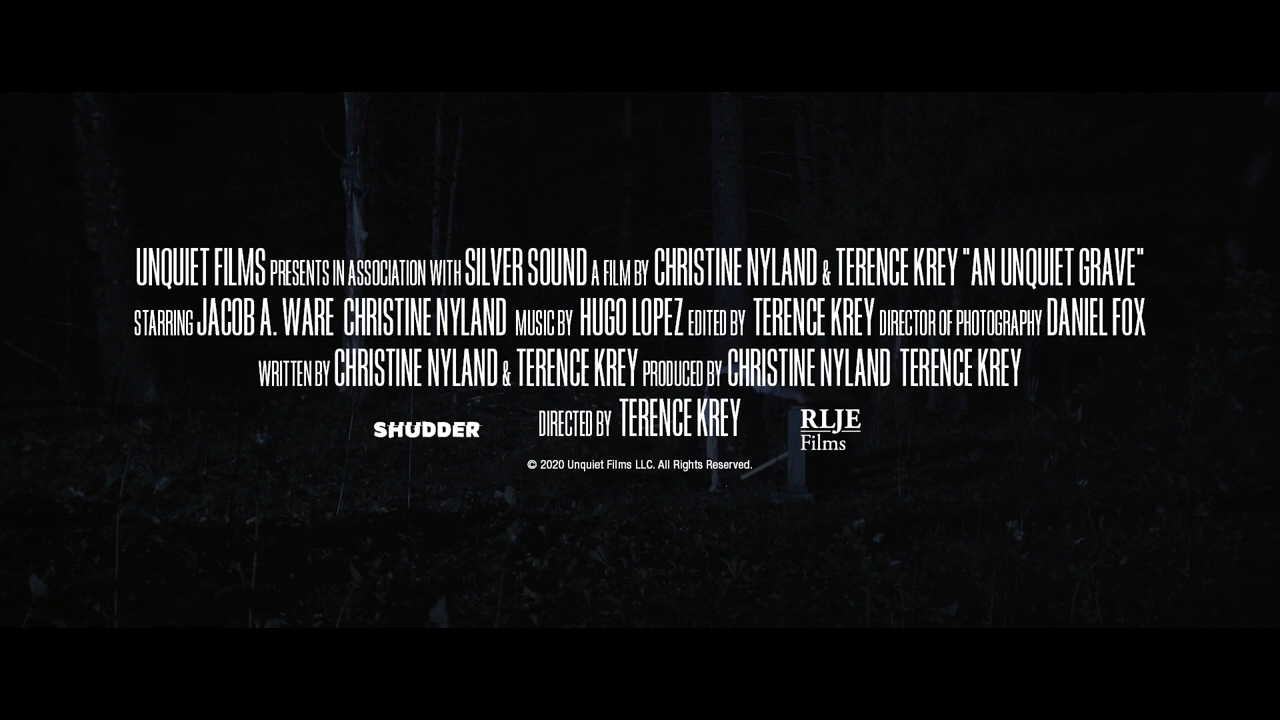 UNQUIET FILMS PRESENTS IN ASSOCIATION WITH SILVER SOUND A FILM BY CHRISTINE NYLAND & TERENCE KREY "AN UNQUIET GRAVE"
STARRING JACOB A. WARE CHRISTINE NYLAND MUSIC BY HUGO LOPEZ EDITED BY TERENCE KREY DIRECTOR OF PHOTOGRAPHY DANIEL FOX
WRITTEN BY CHRISTINE NYLAND & TERENCE KREY PRODUCED BY CHRISTINE NYLAND TERENCE KREY
DIRECTED BY TERENCE KREY
SHUDDER
RLJE
Films
© 2020 Unquiet Films LLC. All Rights Reserved.